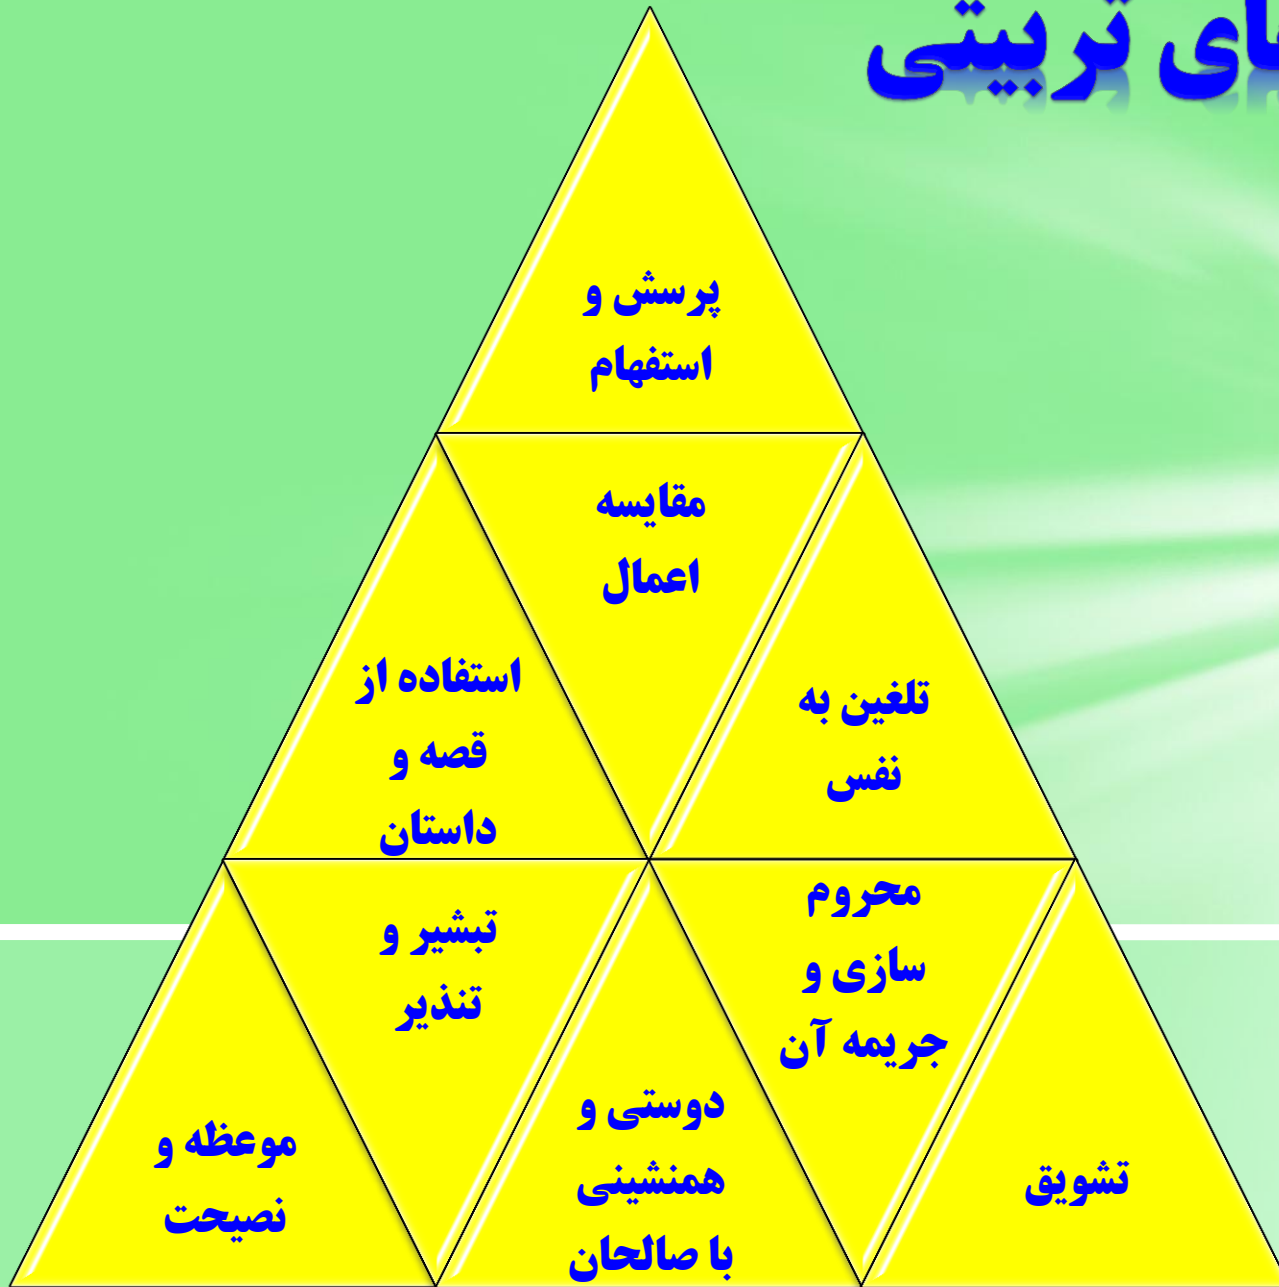 ای تربیتی
پرسش و
استفهام
مقایسه
اعمال
استفاده از
قصه و
داستان
تلغین به
نفس
تبشیر و
تنذیر
محروم
سازی و
جریمه آن
موعظه و
نصیحت
دوستی و
همنشینی
با صالحان
تشویق